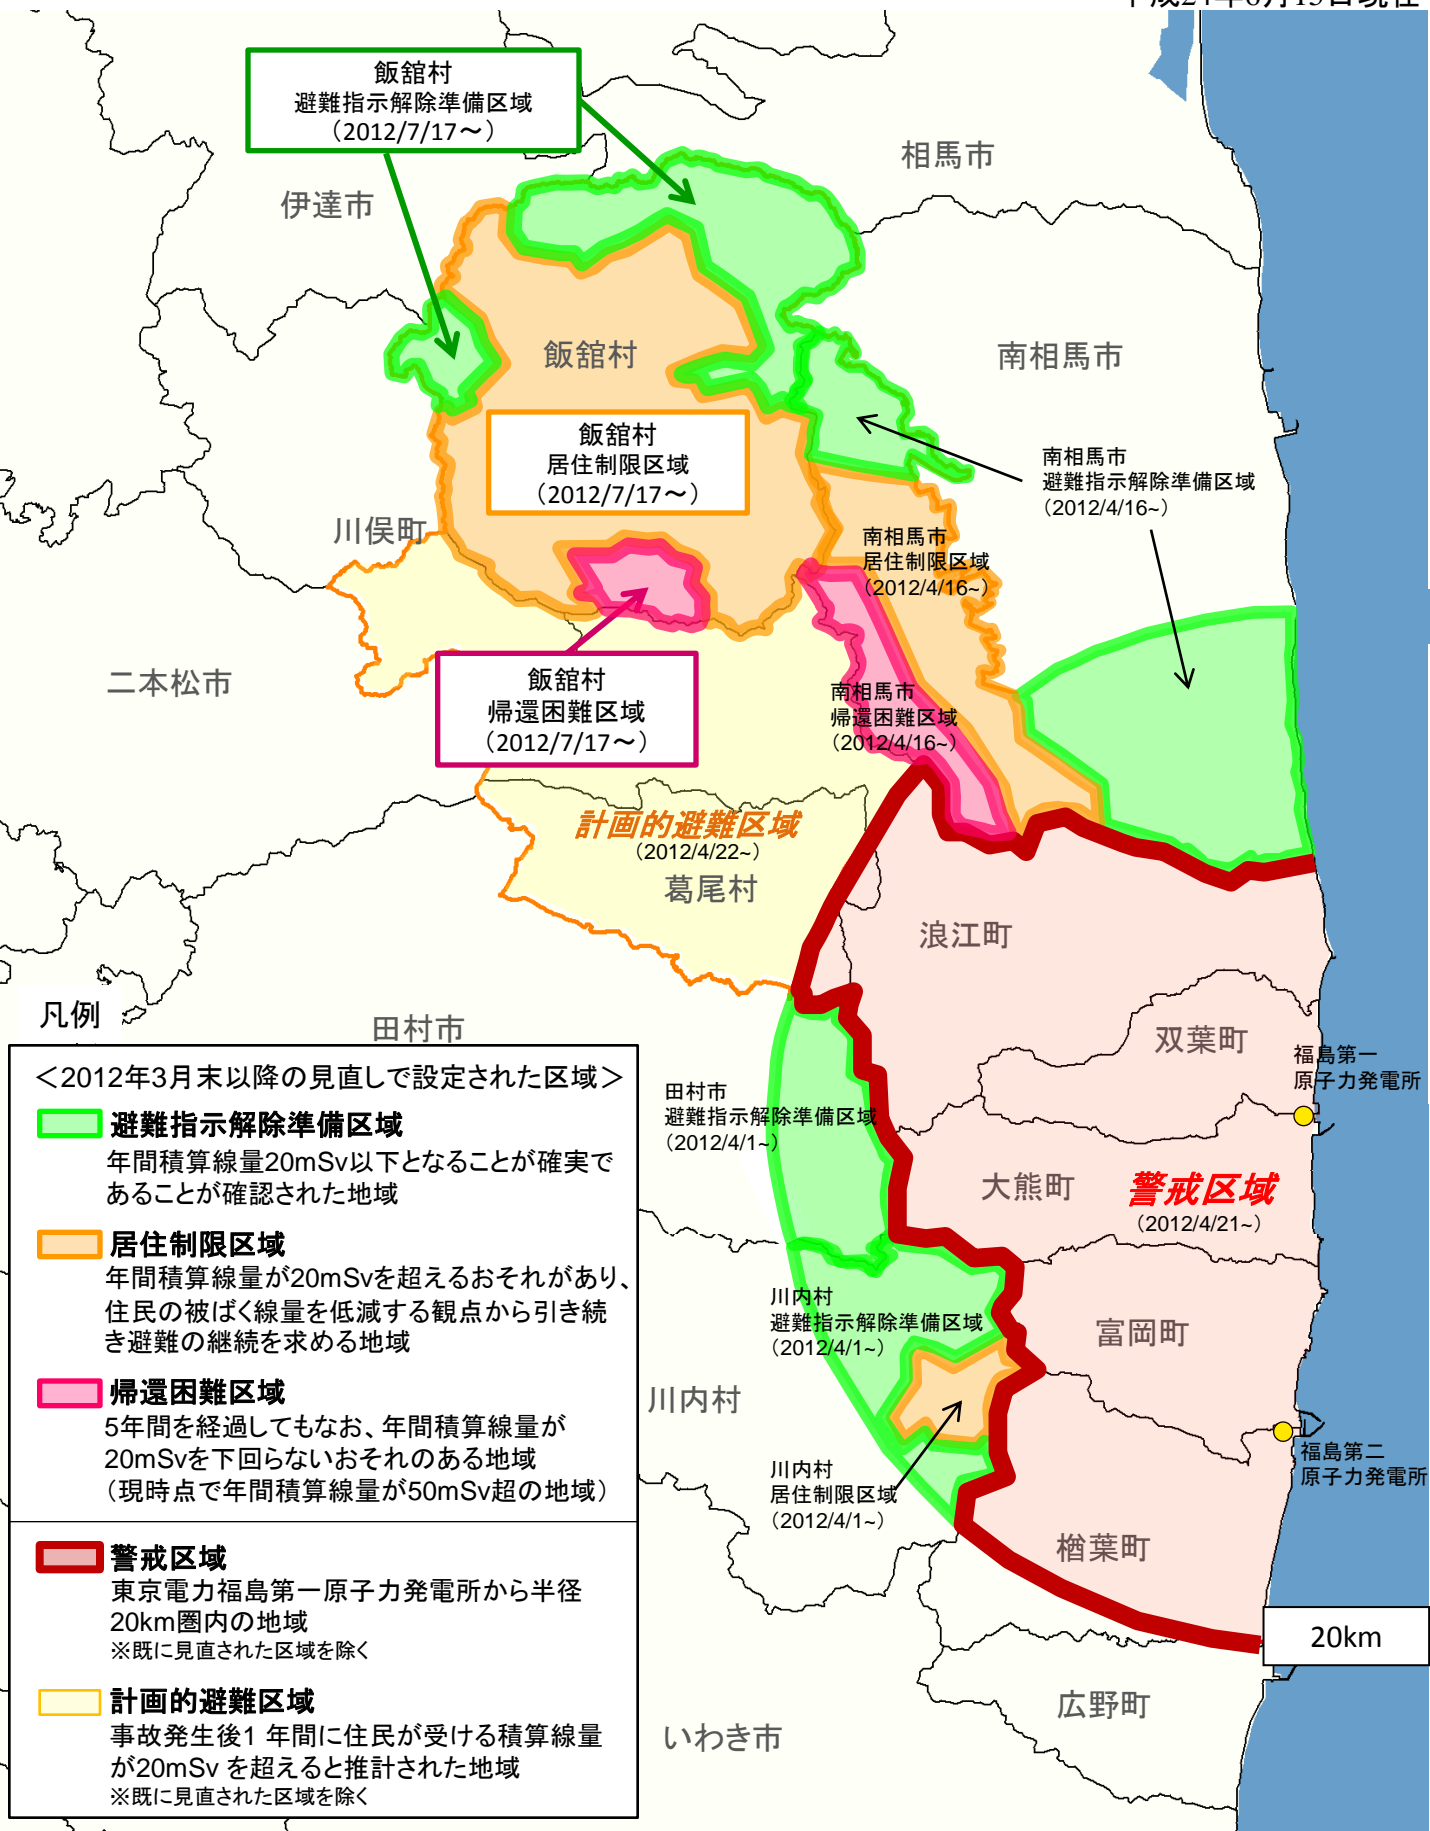 平成24年6月15日現在
飯舘村
避難指示解除準備区域
（2012/7/17～）
相馬市
伊達市
飯舘村
南相馬市
飯舘村
居住制限区域
（2012/7/17～）
南相馬市
避難指示解除準備区域
（2012/4/16~）
川俣町
南相馬市
居住制限区域
（2012/4/16~）
二本松市
飯舘村
帰還困難区域
（2012/7/17～）
南相馬市
帰還困難区域
（2012/4/16~）
計画的避難区域
（2012/4/22~）
葛尾村
浪江町
田村市
双葉町
福島第一
原子力発電所
田村市
避難指示解除準備区域
（2012/4/1~）
大熊町
警戒区域
（2012/4/21~）
川内村
避難指示解除準備区域
（2012/4/1~）
富岡町
川内村
福島第二
原子力発電所
川内村
居住制限区域
（2012/4/1~）
楢葉町
20km
広野町
いわき市
凡例
＜2012年3月末以降の見直しで設定された区域＞
避難指示解除準備区域
年間積算線量20mSv以下となることが確実で
あることが確認された地域
居住制限区域
年間積算線量が20mSvを超えるおそれがあり、
住民の被ばく線量を低減する観点から引き続
き避難の継続を求める地域
帰還困難区域
5年間を経過してもなお、年間積算線量が
20mSvを下回らないおそれのある地域
（現時点で年間積算線量が50mSv超の地域）
警戒区域
東京電力福島第一原子力発電所から半径
20km圏内の地域
※既に見直された区域を除く
計画的避難区域
事故発生後1 年間に住民が受ける積算線量
が20mSv を超えると推計された地域
※既に見直された区域を除く